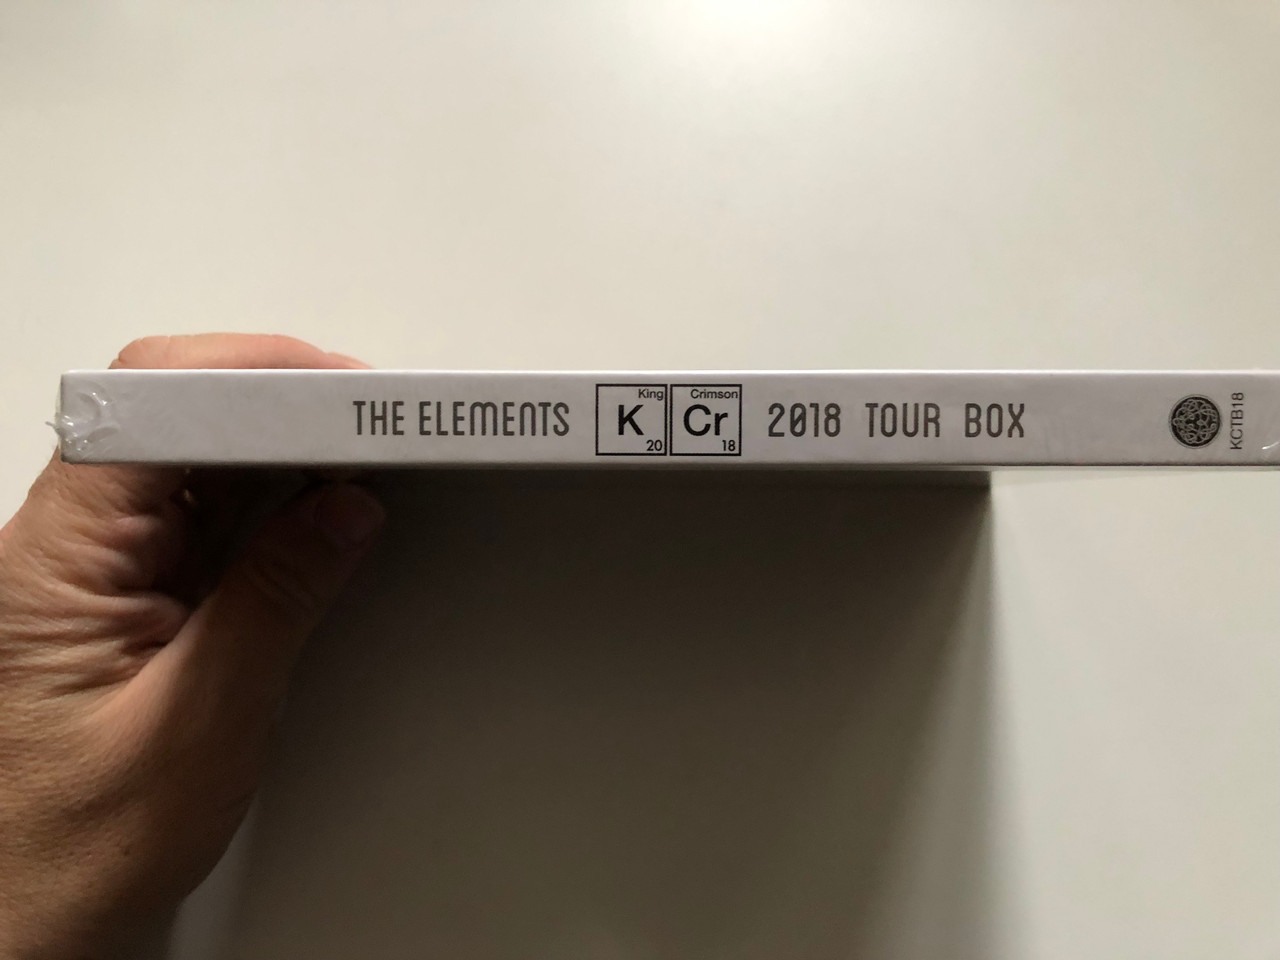 THE ELEMENTS
King
K
20
Crimson
Cr
18
2018 TOUR BOX
KCTB18